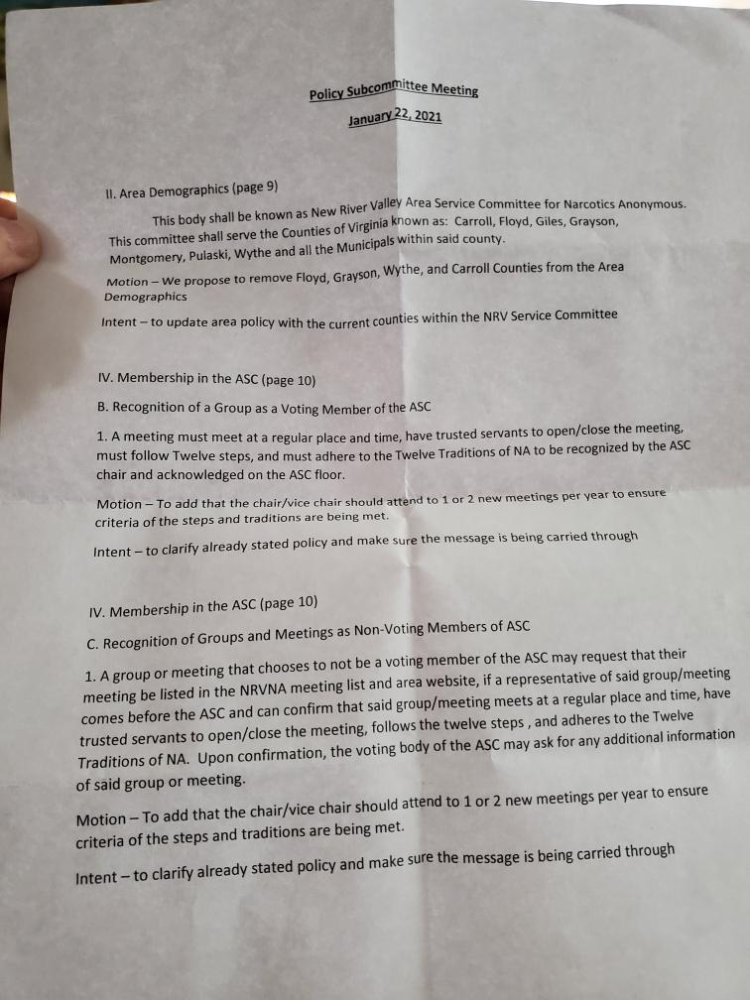 Policy Subcommittee Meeting
January 22, 2021
II. Area Demographics (page 9)
This body shall be known as New River Valley Area Service Committee for Narcotics Anonymous.
This committee shall serve the Counties of Virginia known as: Carroll, Floyd, Giles, Grayson,
Montgomery, Pulaski, Wythe and all the Municipals within said county.
Motion – We propose to remove Floyd, Grayson, Wythe, and Carroll Counties from the Area
Demographics
Intent – to update area policy with the current counties within the NRV Service Committee
IV. Membership in the ASC (page 10)
B. Recognition of a Group as a Voting Member of the ASC
1. A meeting must meet at a regular place and time, have trusted servants to open/close the meeting,
must follow Twelve steps, and must adhere to the Twelve Traditions of NA to be recognized by the ASC
chair and acknowledged on the ASC floor.
Motion – To add that the chair/vice chair should attend to 1 or 2 new meetings per year to ensure
criteria of the steps and traditions are being met.
Intent – to clarify already stated policy and make sure the message is being carried through
IV. Membership in the ASC (page 10)
C. Recognition of Groups and Meetings as Non-Voting Members of ASC
1. A group or meeting that chooses to not be a voting member of the ASC may request that their
meeting be listed in the NRVNA meeting list and area website, if a representative of said group/meeting
comes before the ASC and can confirm that said group/meeting meets at a regular place and time, have
trusted servants to open/close the meeting, follows the twelve steps , and adheres to the Twelve
Traditions of NA. Upon confirmation, the voting body of the ASC may ask for any additional information
of said group or meeting.
Motion – To add that the chair/vice chair should attend to 1 or 2 new meetings per year to ensure
criteria of the steps and traditions are being met.
Intent – to clarify already stated policy and make sure the message is being carried through